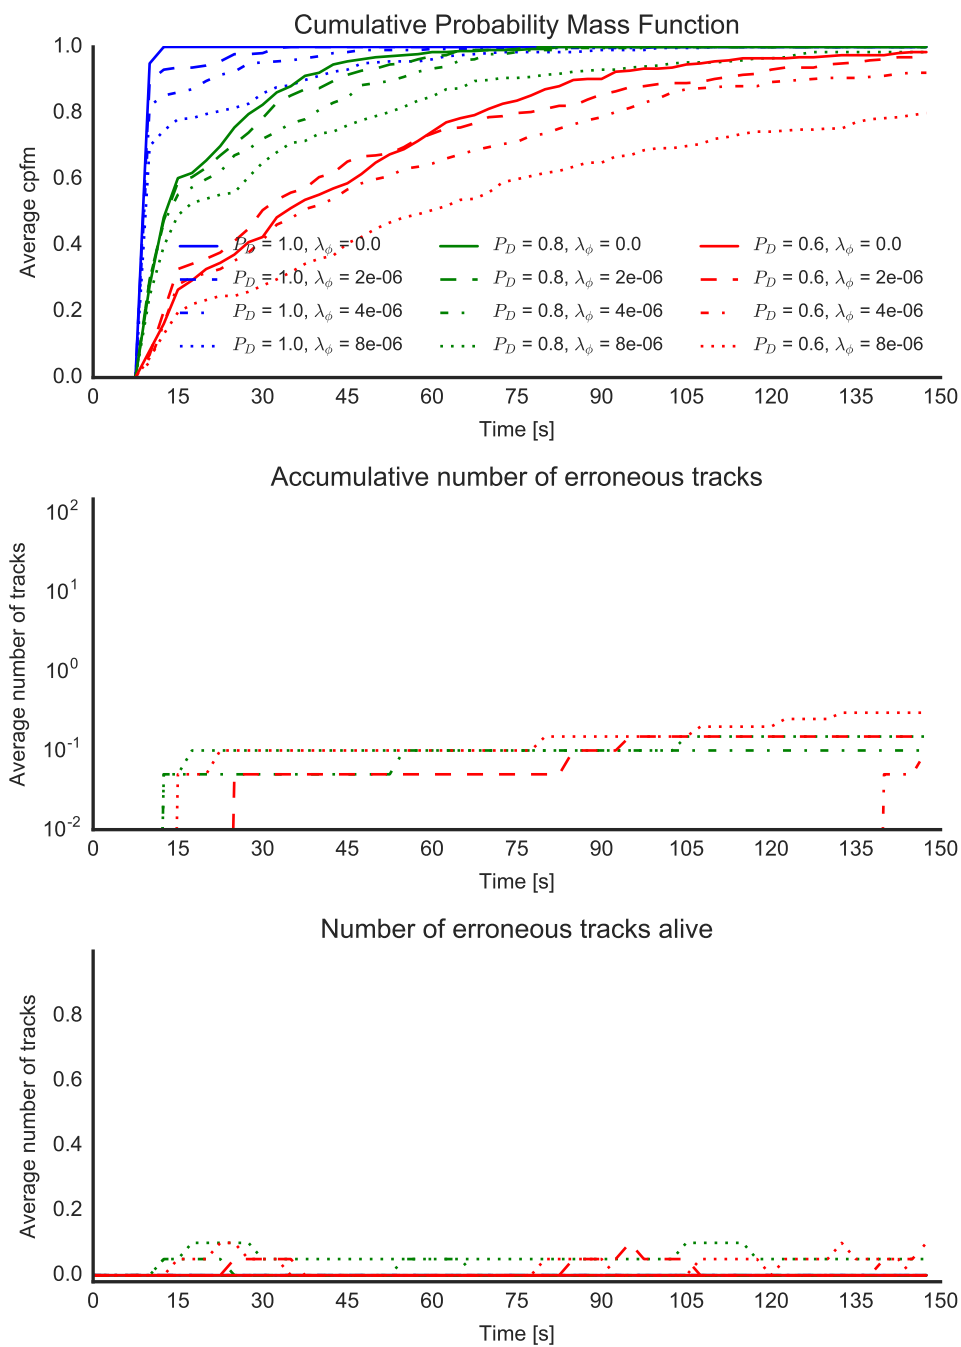 Cumulative Probability Mass Function
1.0
0.8
0.6
0.4
0.2
0.0
Average cpfm
P_D = 1.0, λ_ϕ = 0.0
P_D = 0.8, λ_ϕ = 0.0
P_D = 0.6, λ_ϕ = 0.0
P_D = 1.0, λ_ϕ = 2e-06
P_D = 0.8, λ_ϕ = 2e-06
P_D = 0.6, λ_ϕ = 2e-06
P_D = 1.0, λ_ϕ = 4e-06
P_D = 0.8, λ_ϕ = 4e-06
P_D = 0.6, λ_ϕ = 4e-06
P_D = 1.0, λ_ϕ = 8e-06
P_D = 0.8, λ_ϕ = 8e-06
P_D = 0.6, λ_ϕ = 8e-06
0 15 30 45 60 75 90 105 120 135 150
Time [s]
Accumulative number of erroneous tracks
10^2
10^1
10^0
10^-1
10^-2
Average number of tracks
0 15 30 45 60 75 90 105 120 135 150
Time [s]
Number of erroneous tracks alive
0.8
0.6
0.4
0.2
0.0
Average number of tracks
0 15 30 45 60 75 90 105 120 135 150
Time [s]